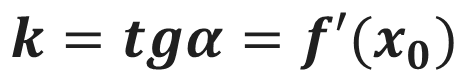 k = tgα = f′(x₀)